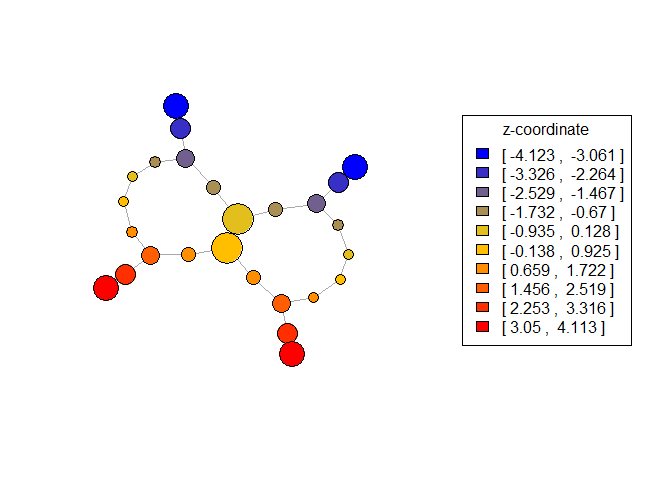 z-coordinate
[ -4.123 , -3.061 ]
[ -3.326 , -2.264 ]
[ -2.529 , -1.467 ]
[ -1.732 , -0.67 ]
[ -0.935 , 0.128 ]
[ -0.138 , 0.925 ]
[ 0.659 , 1.722 ]
[ 1.456 , 2.519 ]
[ 2.253 , 3.316 ]
[ 3.05 , 4.113 ]